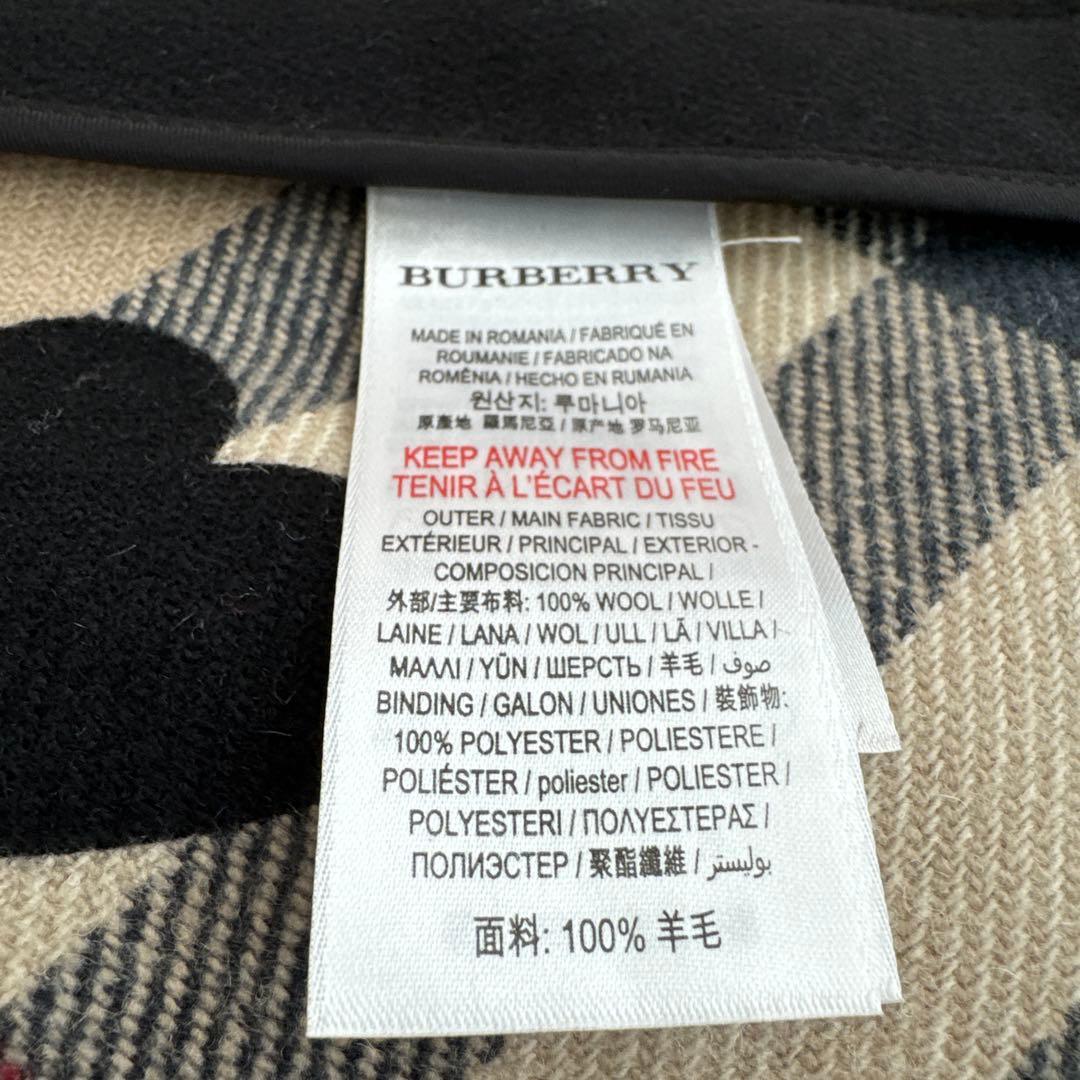 BURBERRY
MADE IN ROMANIA / FABRIQUÉ EN
ROUMANIE / FABRICADO NA
ROMÉNIA / HECHO EN RUMANIA
원산지: 루마니아
原產地 羅馬尼亞 / 原产地 罗马尼亚
KEEP AWAY FROM FIRE
TENIR À L'ÉCART DU FEU
OUTER / MAIN FABRIC / TISSU
EXTÉRIEUR / PRINCIPAL / EXTERIOR -
COMPOSICION PRINCIPAL /
外部/主要布料: 100% WOOL / WOLLE /
LAINE / LANA / WOL / ULL / LÃ / VILLA /
ΜΑΛΛΙ / YÜN / ШЕРСТЬ / 羊毛 / صوف
BINDING / GALON / UNIONES / 裝飾物:
100% POLYESTER / POLIESTERE /
POLIÉSTER / poliester / POLIESTER /
POLYESTERI / ΠΟΛΥΕΣΤΕΡΑΣ /
ПОЛИЭСТЕР / 聚酯纖維 / بوليستر
面料: 100% 羊毛